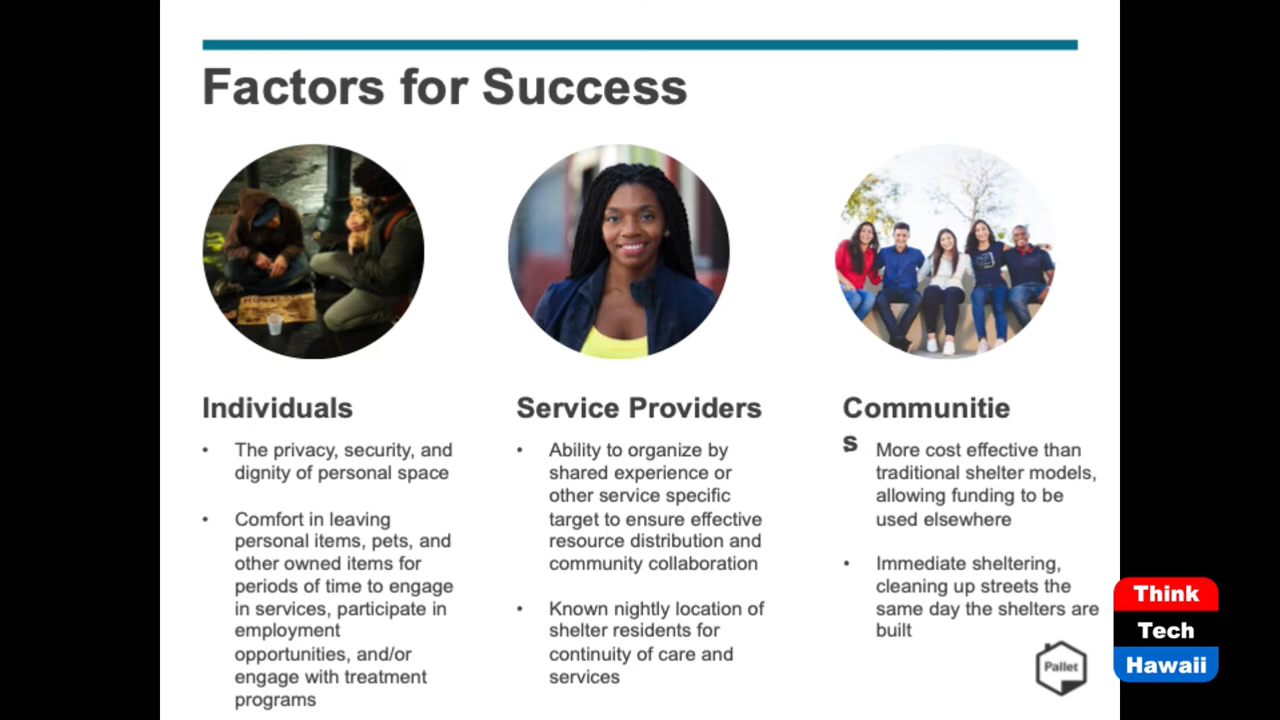 Factors for Success
Individuals
• The privacy, security, and
dignity of personal space
• Comfort in leaving
personal items, pets, and
other owned items for
periods of time to engage
in services, participate in
employment
opportunities, and/or
engage with treatment
programs
Service Providers
• Ability to organize by
shared experience or
other service specific
target to ensure effective
resource distribution and
community collaboration
• Known nightly location of
shelter residents for
continuity of care and
services
Communitie
s
More cost effective than
traditional shelter models,
allowing funding to be
used elsewhere
• Immediate sheltering,
cleaning up streets the
same day the shelters are
built
Pallet
Think
Tech
Hawaii